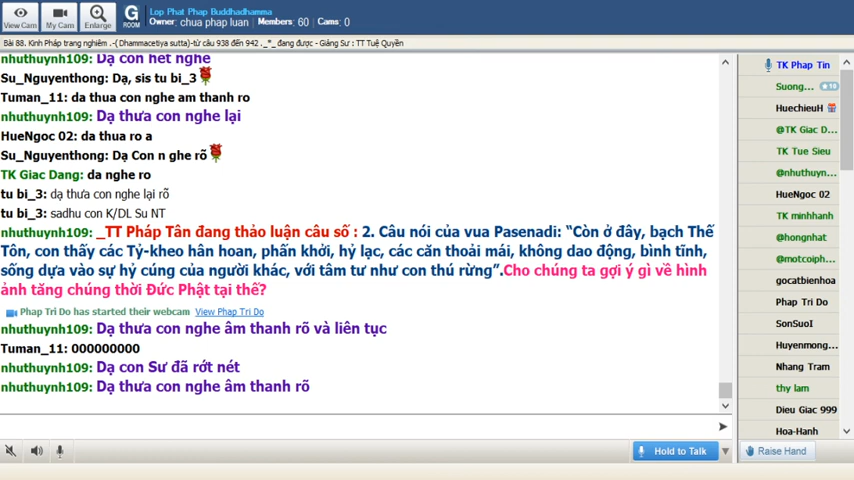 Lop Phat Phap Buddhadhamma
Owner: chua phap luan Members: 60 Cams: 0
View Cam
My Cam
Enlarge
G
ROOM
Bài 88. Kinh Pháp trang nghiêm .-{ Dhammacetiya sutta}-từ câu 938 đến 942 ._*_ đang được - Giảng Sư : TT Tuệ Quyền
nhuthuynh109: Dạ con hết nghe
Su_Nguyenthong: Dạ, sis tu bi_3
Tuman_11: da thua con nghe am thanh ro
nhuthuynh109: Dạ thưa con nghe lại
HueNgoc 02: da thua ro a
Su_Nguyenthong: Dạ Con n ghe rõ
TK Giac Dang: da nghe ro
tu bi_3: dạ thưa con nghe lại rõ
tu bi_3: sadhu con K/DL Su NT
nhuthuynh109: _TT Pháp Tân đang thảo luận câu số : 2. Câu nói của vua Pasenadi: “Còn ở đây, bạch Thế
Tôn, con thấy các Tỷ-kheo hân hoan, phấn khởi, hỷ lạc, các căn thoải mái, không dao động, bình tĩnh,
sống dựa vào sự hỷ cúng của người khác, với tâm tư như con thú rừng”.Cho chúng ta gợi ý gì về hình
ảnh tăng chúng thời Đức Phật tại thế?
Phap Tri Do has started their webcam View Phap Tri Do
nhuthuynh109: Dạ thưa con nghe âm thanh rõ và liên tục
Tuman_11: 000000000
nhuthuynh109: Dạ con Sư đã rớt nét
nhuthuynh109: Dạ thưa con nghe âm thanh rõ
Hold to Talk
TK Phap Tin
Suong...
HuechieuH
@TK Giac D...
TK Tue Sieu
@nhuthuyn...
HueNgoc 02
TK minhhanh
@hongnhat
@motcoiph...
gocatbienhoa
Phap Tri Do
SonSuoI
Huyenmong...
Nhang Tram
thy lam
Dieu Giac 999
Hoa-Hanh
Raise Hand